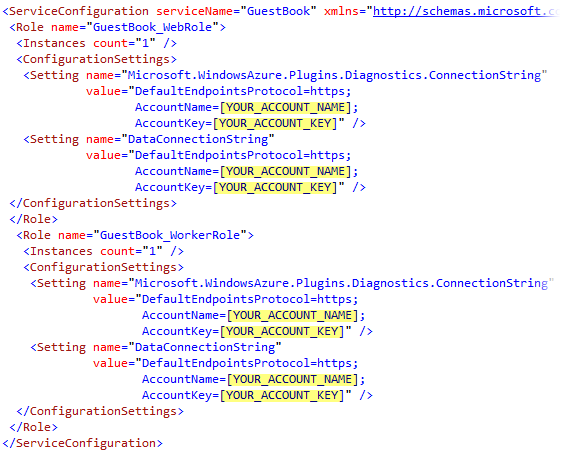 <ServiceConfiguration serviceName="GuestBook" xmlns="http://schemas.microsoft.c
<Role name="GuestBook_WebRole">
<Instances count="1" />
<ConfigurationSettings>
<Setting name="Microsoft.WindowsAzure.Plugins.Diagnostics.ConnectionString"
value="DefaultEndpointsProtocol=https;
AccountName=[YOUR_ACCOUNT_NAME];
AccountKey=[YOUR_ACCOUNT_KEY]" />
<Setting name="DataConnectionString"
value="DefaultEndpointsProtocol=https;
AccountName=[YOUR_ACCOUNT_NAME];
AccountKey=[YOUR_ACCOUNT_KEY]" />
</ConfigurationSettings>
</Role>
<Role name="GuestBook_WorkerRole">
<Instances count="1" />
<ConfigurationSettings>
<Setting name="Microsoft.WindowsAzure.Plugins.Diagnostics.ConnectionString"
value="DefaultEndpointsProtocol=https;
AccountName=[YOUR_ACCOUNT_NAME];
AccountKey=[YOUR_ACCOUNT_KEY]" />
<Setting name="DataConnectionString"
value="DefaultEndpointsProtocol=https;
AccountName=[YOUR_ACCOUNT_NAME];
AccountKey=[YOUR_ACCOUNT_KEY]" />
</ConfigurationSettings>
</Role>
</ServiceConfiguration>